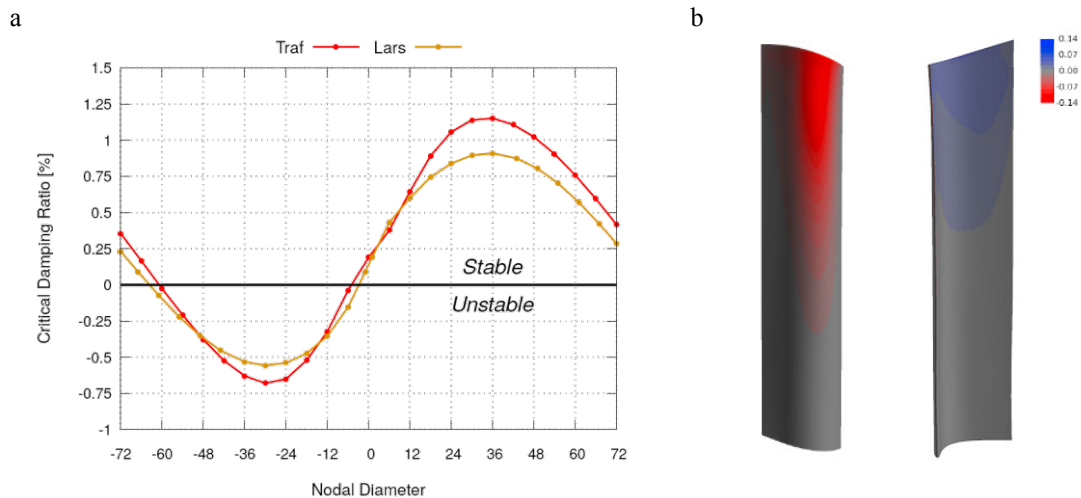 a
b
Traf
Lars
1.5
1.25
1
0.75
0.5
0.25
0
-0.25
-0.5
-0.75
-1
Critical Damping Ratio [%]
Stable
Unstable
-72 -60 -48 -36 -24 -12 0 12 24 36 48 60 72
Nodal Diameter
0.14
0.07
0.00
-0.07
-0.14